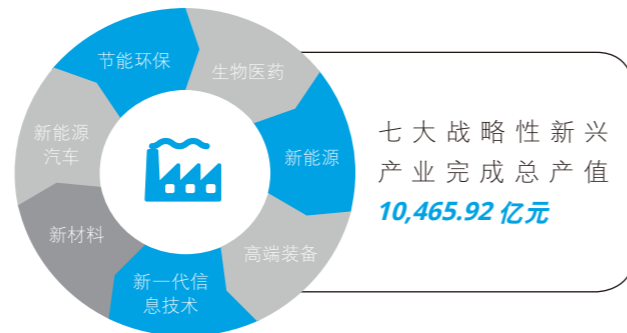 节能环保
生物医药
新能源
高端装备
新一代信
息技术
新材料
新能源
汽车
七大战略性新兴
产业完成总产值
10,465.92 亿元